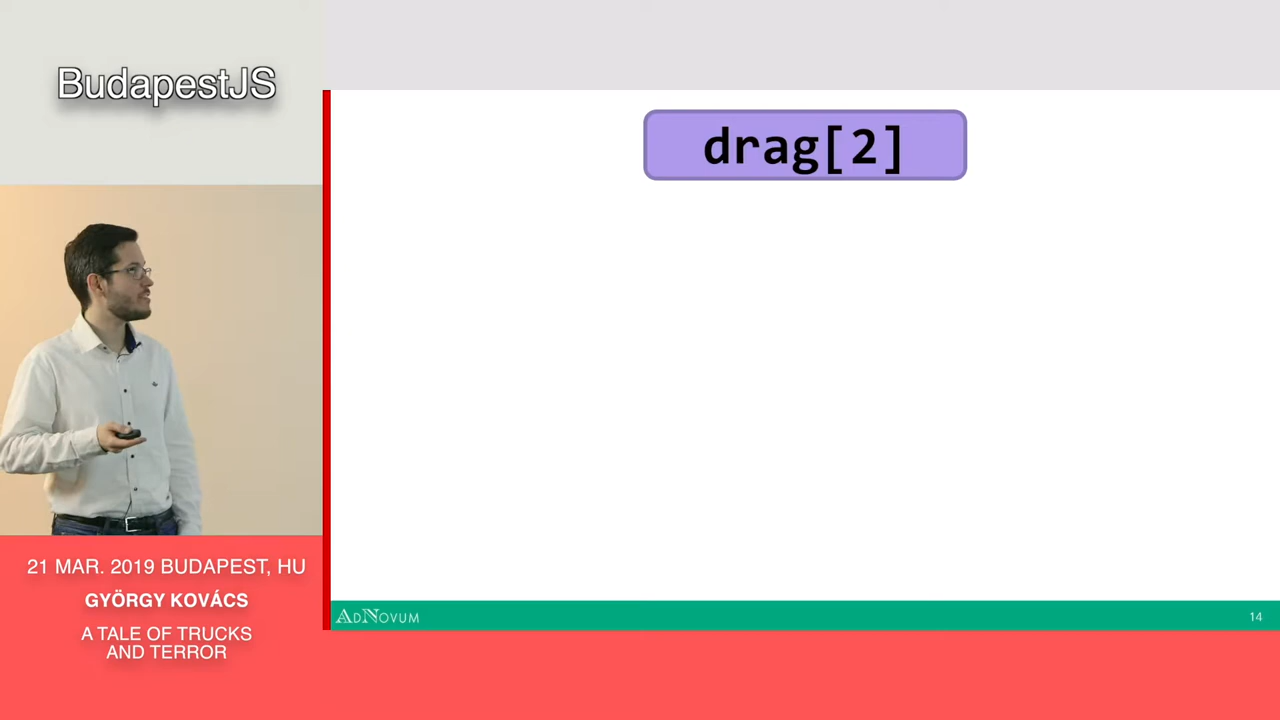 BudapestJS
drag[2]
21 MAR. 2019 BUDAPEST, HU
GYÖRGY KOVÁCS
A TALE OF TRUCKS
AND TERROR
ADNOVUM
14